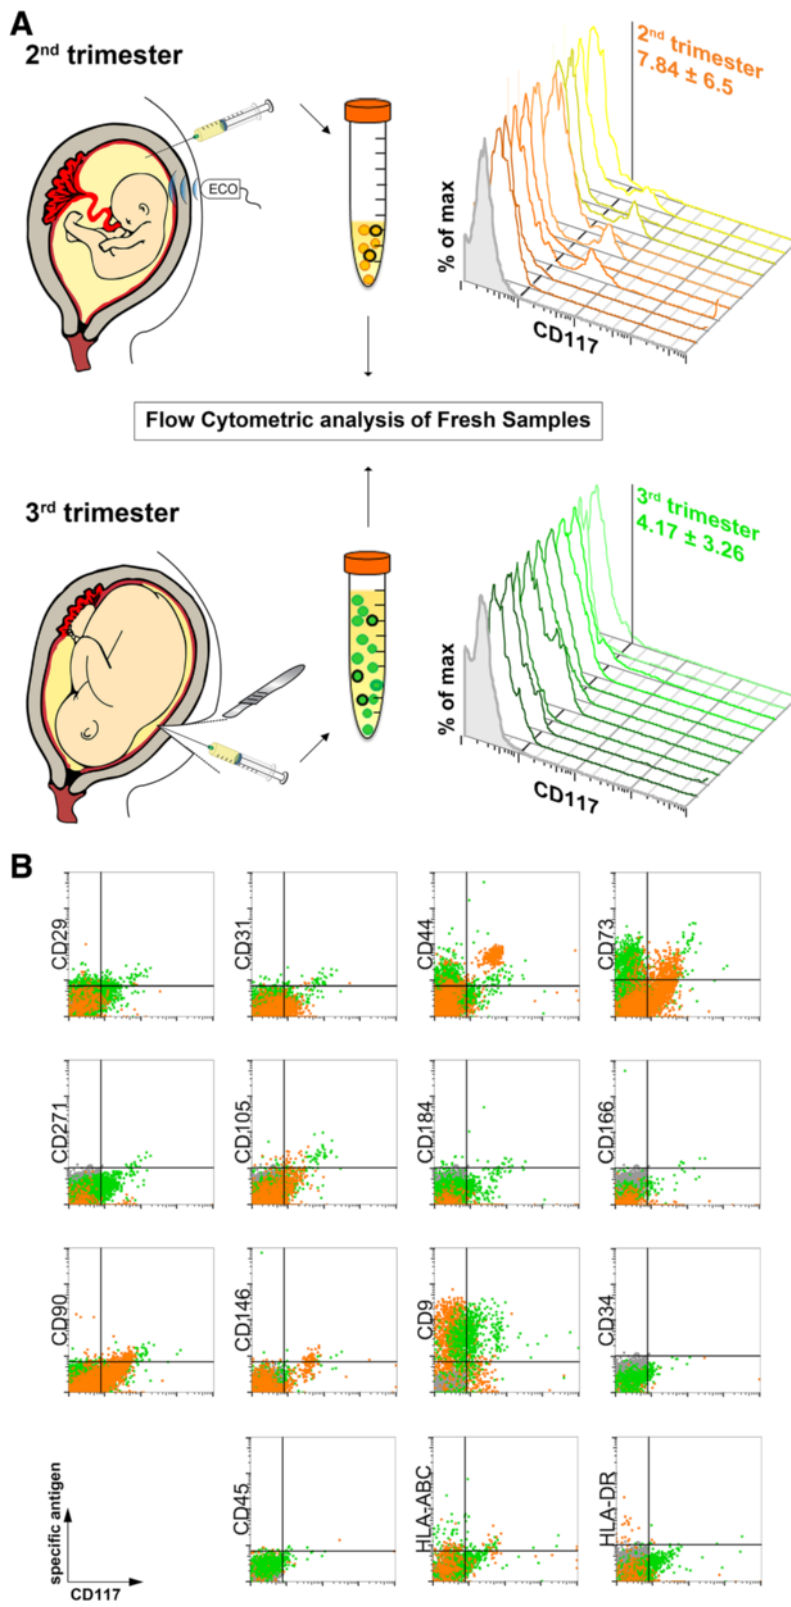 A
2nd trimester
ECO
2nd trimester
7.84 ± 6.5
% of max
CD117
Flow Cytometric analysis of Fresh Samples
3rd trimester
3rd trimester
4.17 ± 3.26
% of max
CD117
B
CD29
CD31
CD44
CD73
CD271
CD105
CD184
CD166
CD90
CD146
CD9
CD34
specific antigen
CD117
CD45
HLA-ABC
HLA-DR